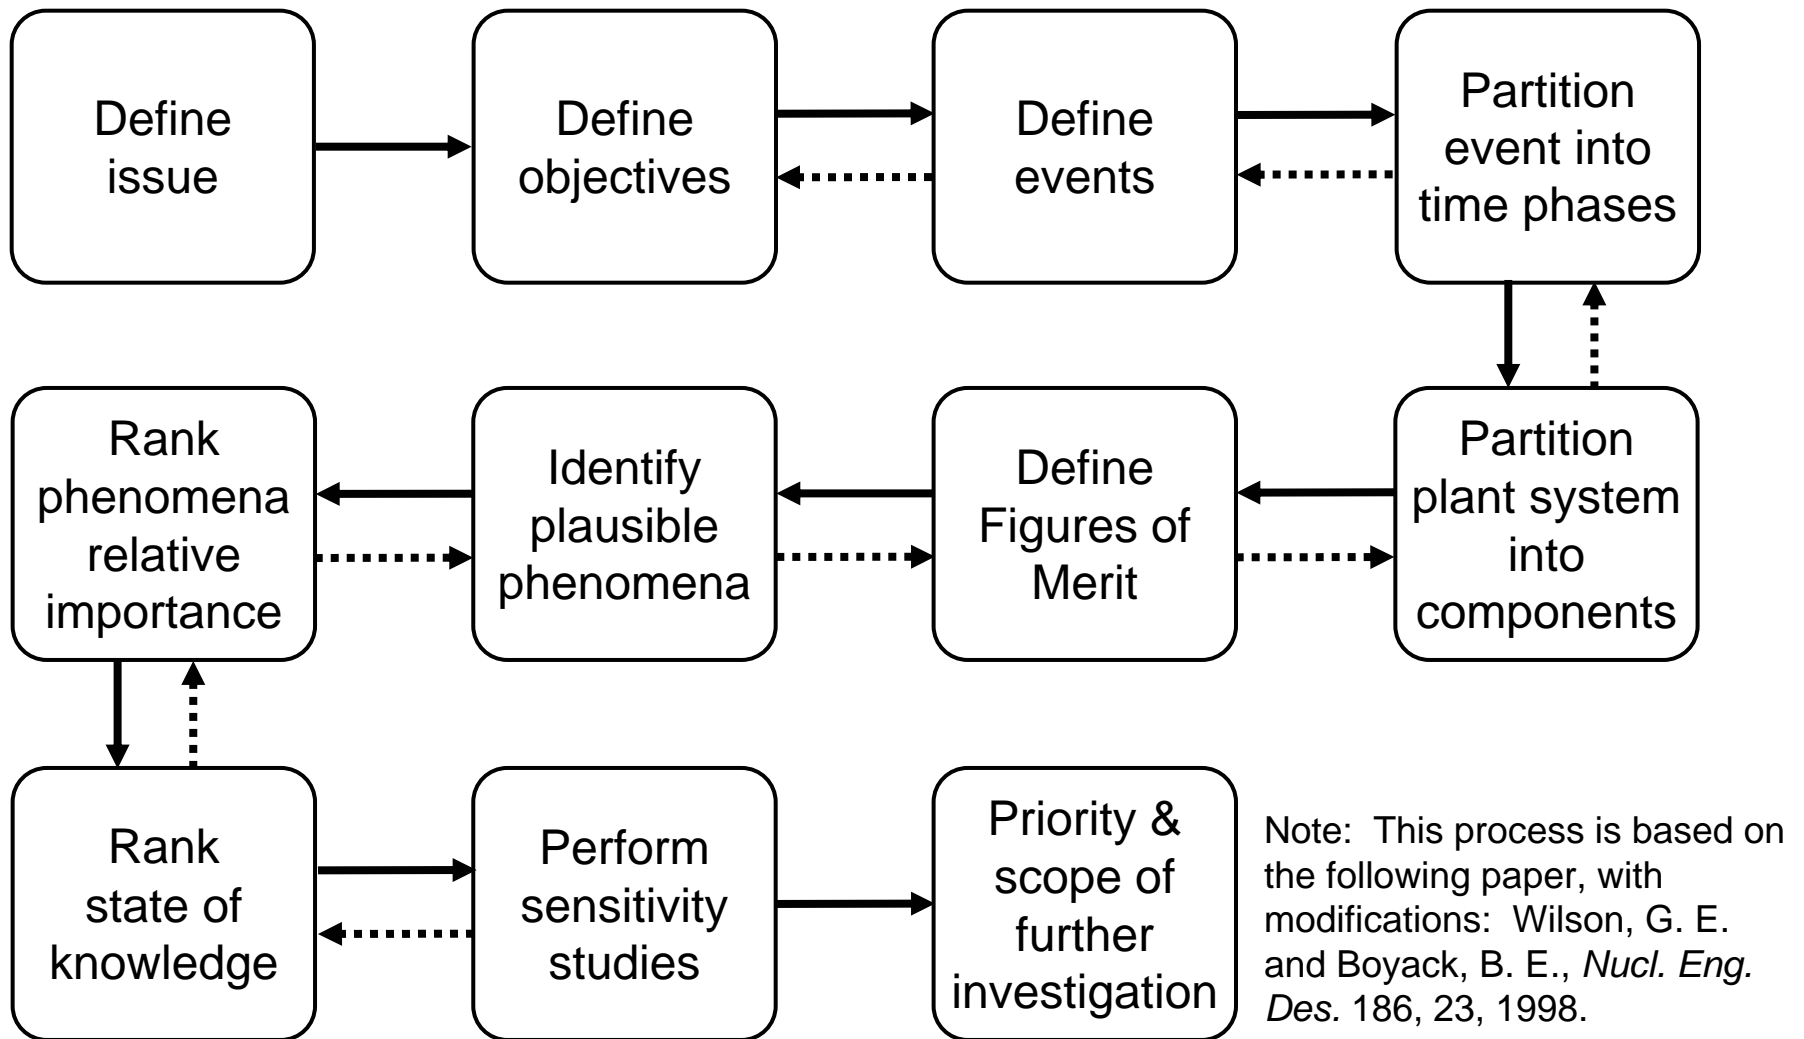 Define
issue
Define
objectives
Define
events
Partition
event into
time phases
Rank
phenomena
relative
importance
Identify
plausible
phenomena
Define
Figures of
Merit
Partition
plant system
into
components
Rank
state of
knowledge
Perform
sensitivity
studies
Priority &
scope of
further
investigation
Note:  This process is based on
the following paper, with
modifications:  Wilson, G. E.
and Boyack, B. E., Nucl. Eng.
Des. 186, 23, 1998.